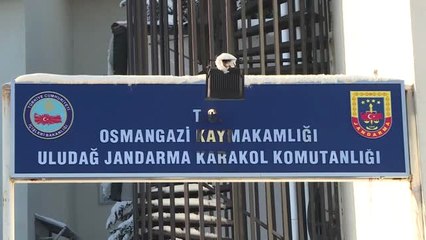 T
OSMANGAZİ KAYMAKAMLIĞI
ULUDAĞ JANDARMA KARAKOL KOMUTANLIĞI
JANDARMA